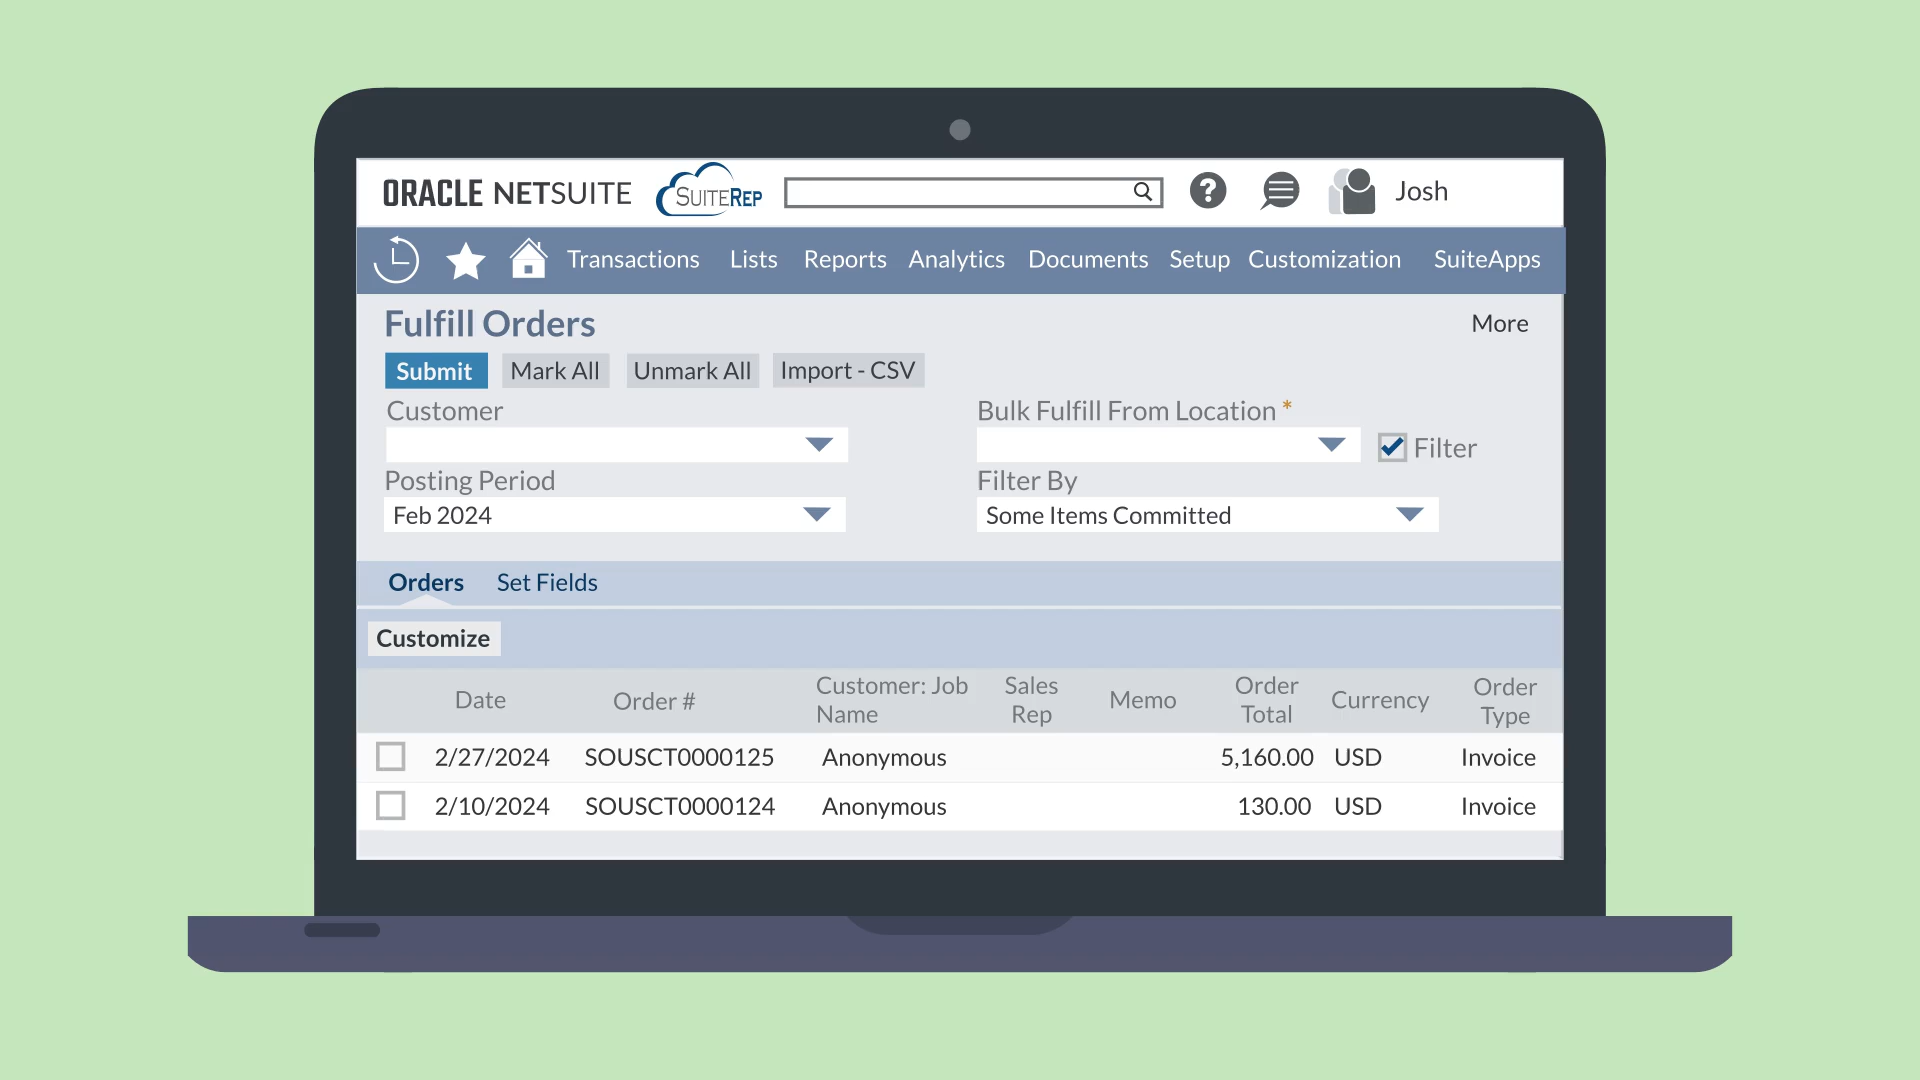 ORACLE NETSUITE SUITEREP ? Josh
Transactions Lists Reports Analytics Documents Setup Customization SuiteApps
Fulfill Orders More
Submit Mark All Unmark All Import - CSV
Customer Bulk Fulfill From Location *
Filter
Posting Period Filter By
Feb 2024 Some Items Committed
Orders Set Fields
Customize
Date Order # Customer: Job Name Sales Rep Memo Order Total Currency Order Type
2/27/2024 SOUSCT0000125 Anonymous 5,160.00 USD Invoice
2/10/2024 SOUSCT0000124 Anonymous 130.00 USD Invoice